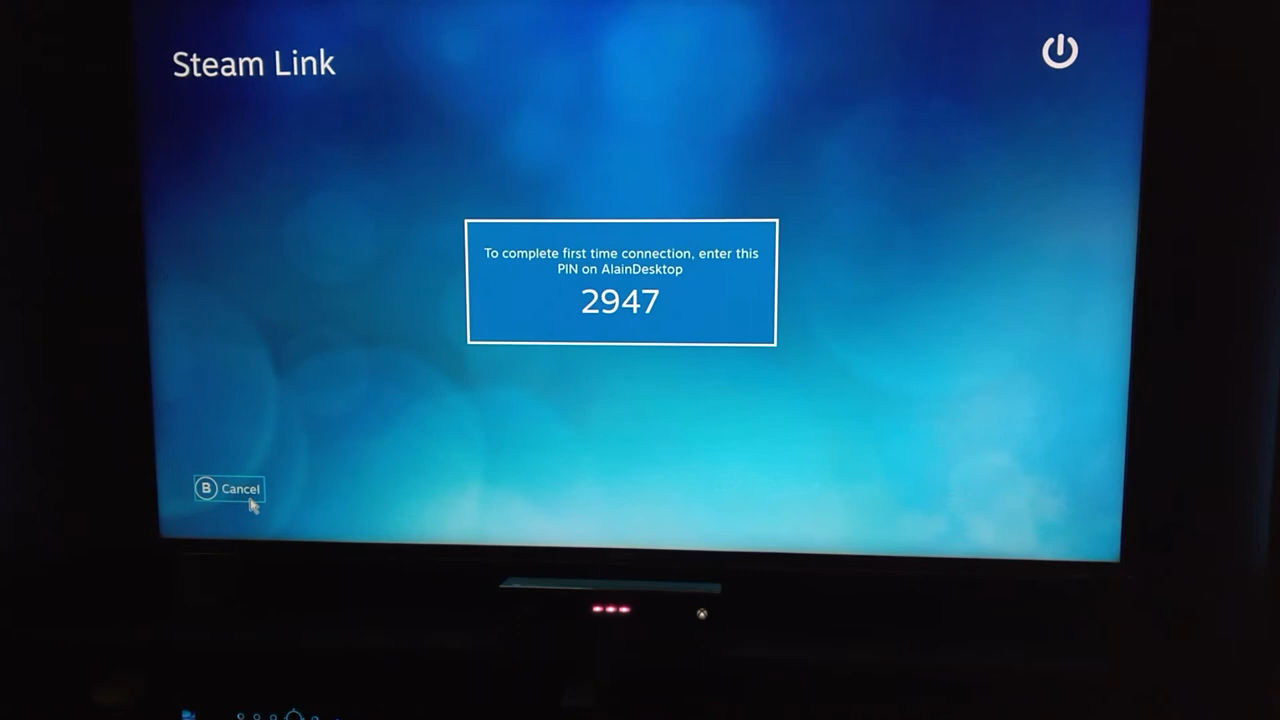 Steam Link
To complete first time connection, enter this
PIN on AlainDesktop
2947
B Cancel